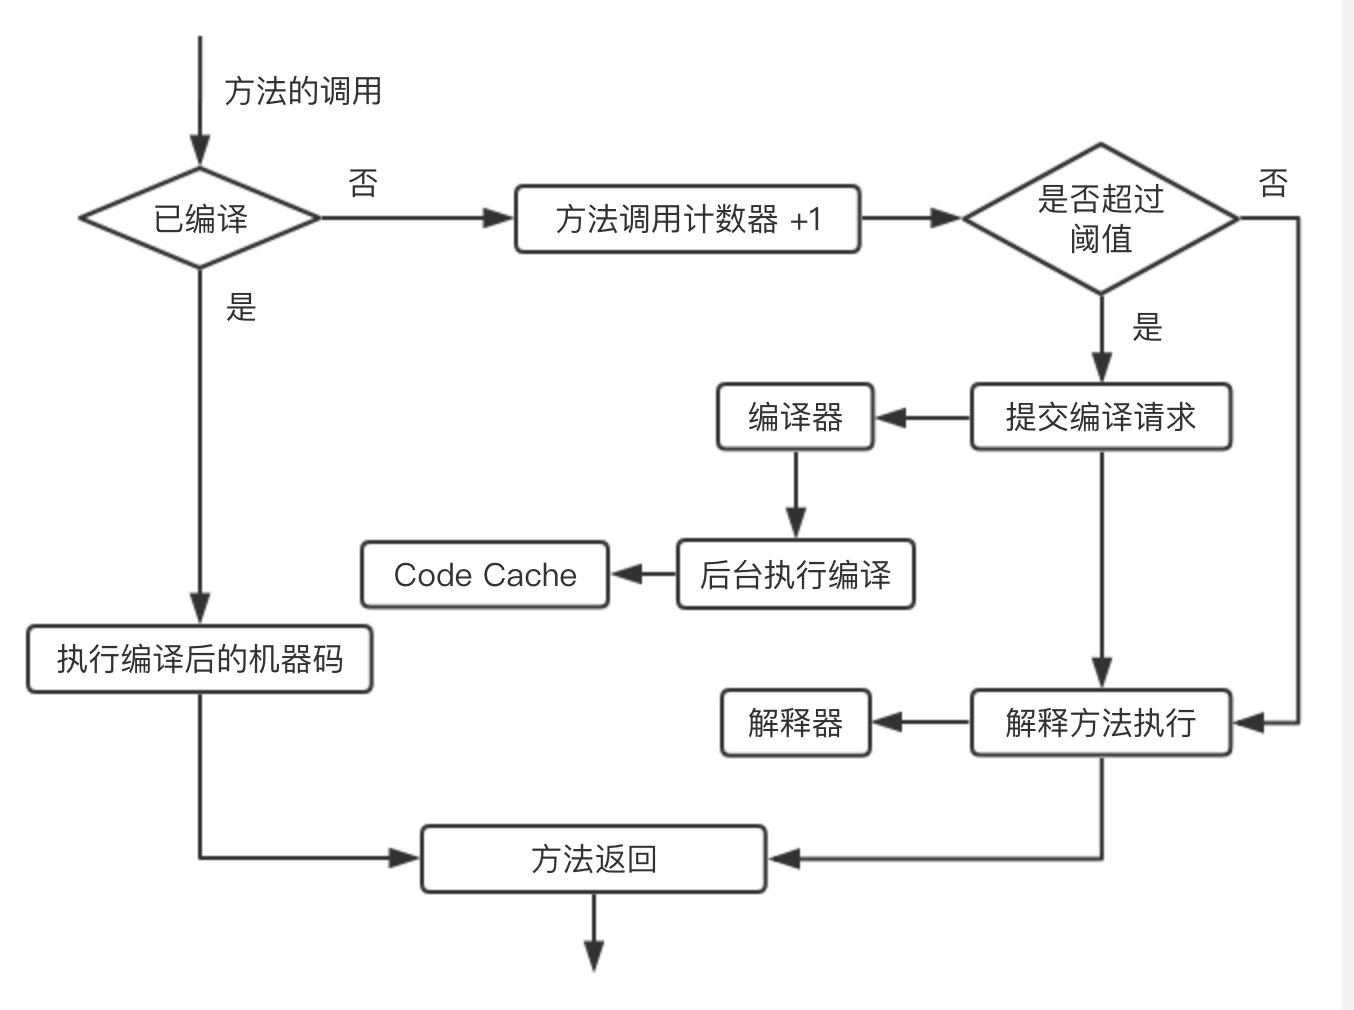 方法的调用
已编译
否
方法调用计数器 +1
是否超过
阈值
否
是
是
编译器
提交编译请求
Code Cache
后台执行编译
执行编译后的机器码
解释器
解释方法执行
方法返回